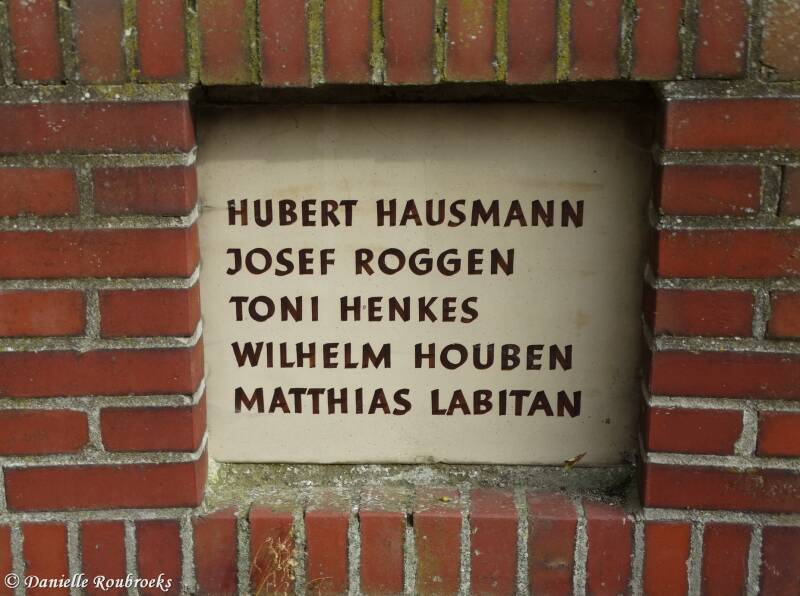 HUBERT HAUSMANN
JOSEF ROGGEN
TONI HENKES
WILHELM HOUBEN
MATTHIAS LABITAN
© Danielle Roubroeks